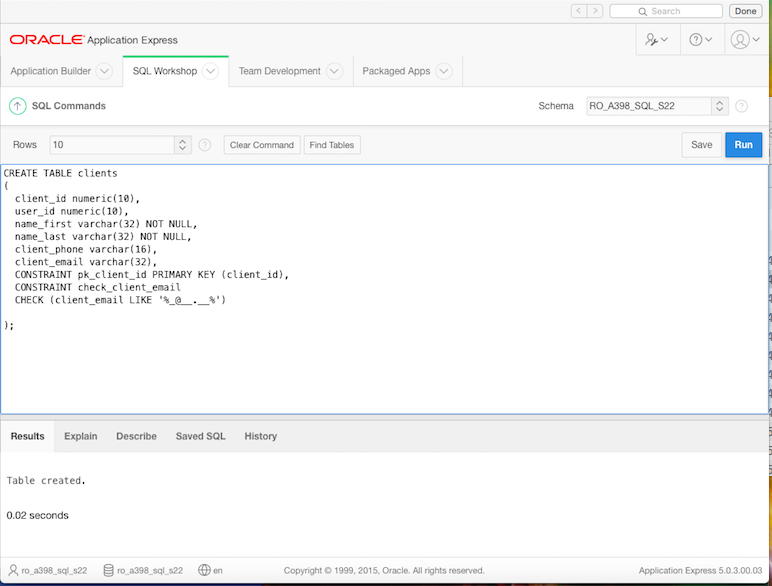 Search
Done
ORACLE® Application Express
Application Builder
SQL Workshop
Team Development
Packaged Apps
SQL Commands
Schema
RO_A398_SQL_S22
?
Rows
10
?
Clear Command
Find Tables
Save
Run
CREATE TABLE clients
(
client_id numeric(10),
user_id numeric(10),
name_first varchar(32) NOT NULL,
name_last varchar(32) NOT NULL,
client_phone varchar(16),
client_email varchar(32),
CONSTRAINT pk_client_id PRIMARY KEY (client_id),
CONSTRAINT check_client_email
CHECK (client_email LIKE '%_@__.__%')
);
Results
Explain
Describe
Saved SQL
History
Table created.
0.02 seconds
ro_a398_sql_s22
ro_a398_sql_s22
en
Copyright © 1999, 2015, Oracle. All rights reserved.
Application Express 5.0.3.00.03